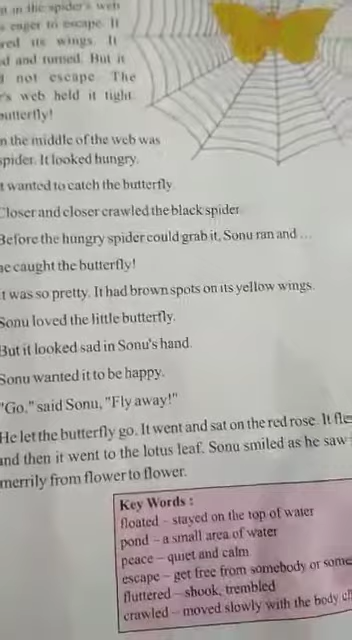 in the spider's web
eager to escape. It
its wings. It
and turned. But it
not escape. The
web held it tight.
butterfly!
the middle of the web was
spider. It looked hungry.
wanted to catch the butterfly
Closer and closer crawled the black spider
Before the hungry spider could grab it, Sonu ran and ...
caught the butterfly!
It was so pretty. It had brown spots on its yellow wings.
Sonu loved the little butterfly.
But it looked sad in Sonu's hand.
Sonu wanted it to be happy.
"Go," said Sonu, "Fly away!"
He let the butterfly go. It went and sat on the red rose. It
and then it went to the lotus leaf. Sonu smiled as he saw
merrily from flower to flower.
Key Words :
floated – stayed on the top of water
pond – a small area of water
peace – quiet and calm
escape – get free from somebody or
fluttered – shook, trembled
crawled – moved slowly with the body